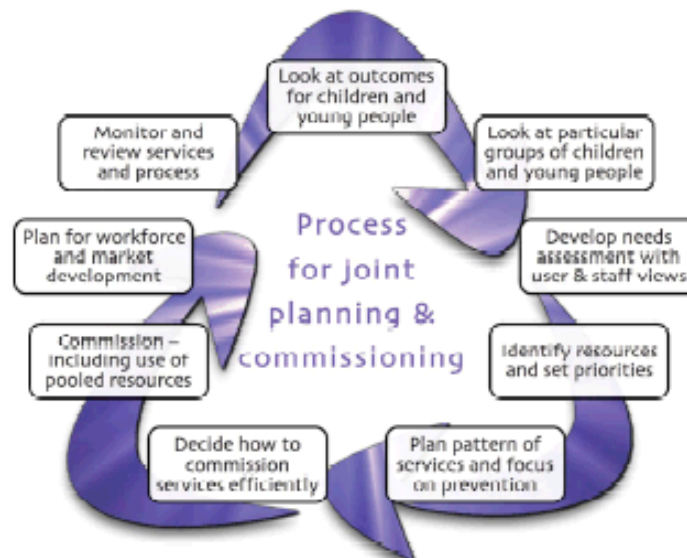 Look at outcomes
for children and
young people
Look at particular
groups of children
and young people
Develop needs
assessment with
user & staff views
Identify resources
and set priorities
Plan pattern of
services and focus
on prevention
Decide how to
commission
services efficiently
Commission –
including use of
pooled resources
Plan for workforce
and market
development
Monitor and
review services
and process
Process
for joint
planning &
commissioning